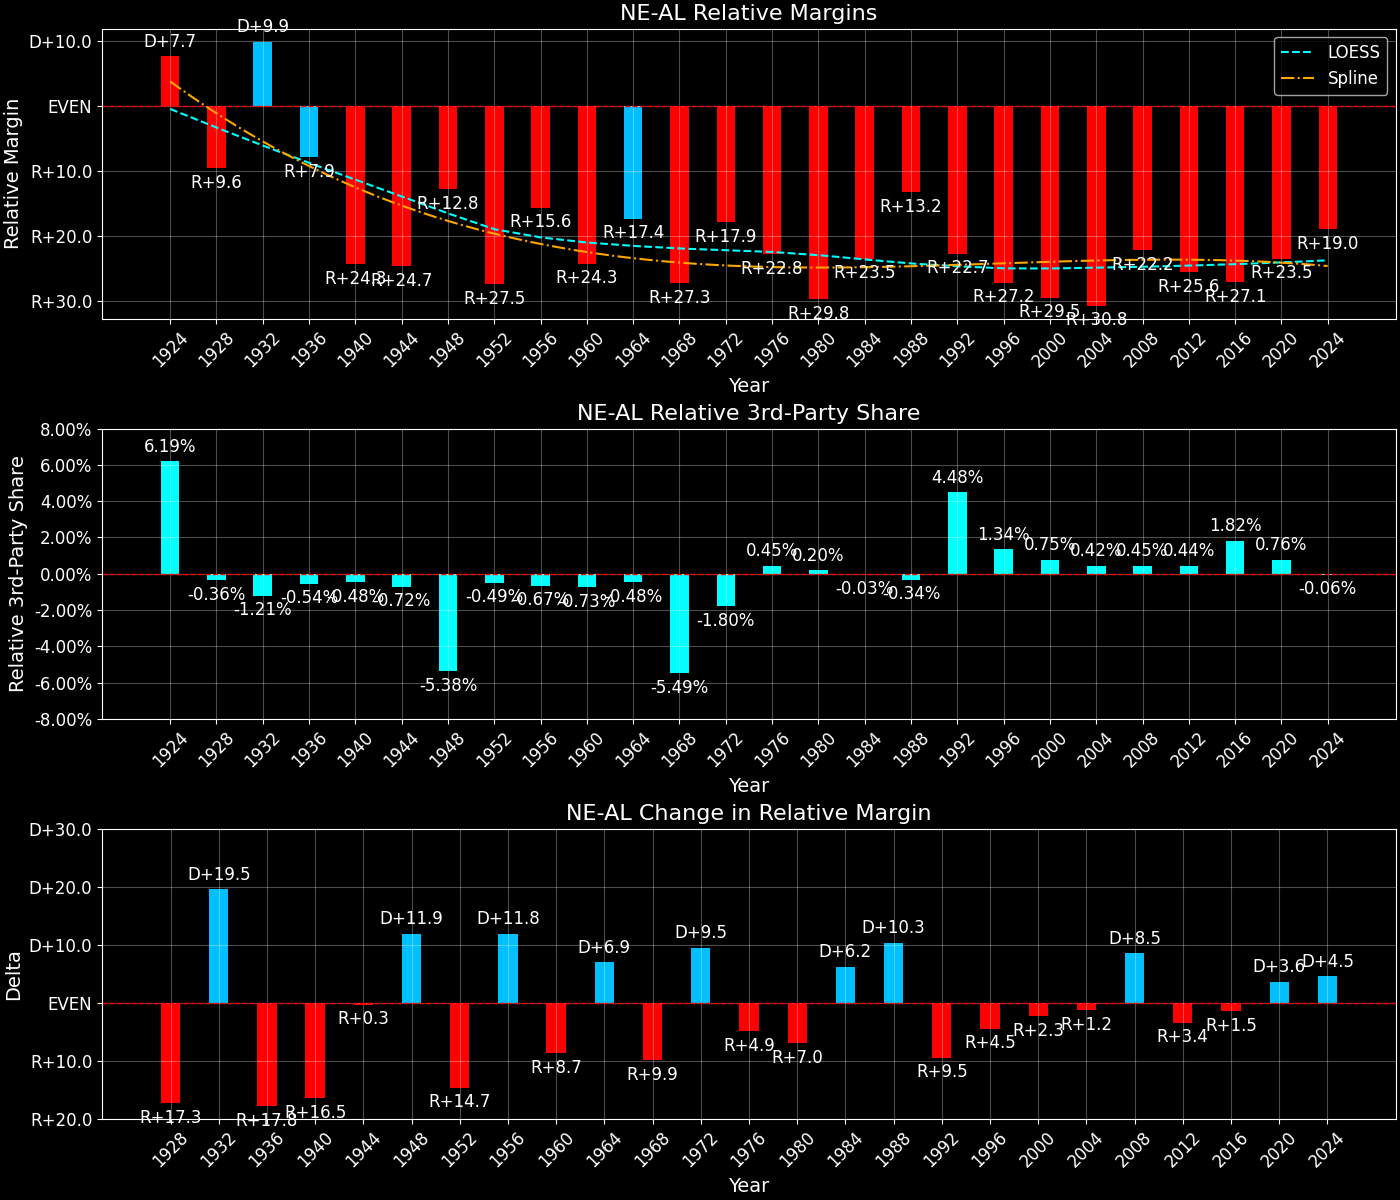 NE-AL Relative Margins
D+10.0
EVEN
R+10.0
R+20.0
R+30.0
Relative Margin
LOESS
Spline
D+7.7
R+9.6
D+9.9
R+7.9
R+24.3
R+24.7
R+12.8
R+27.5
R+15.6
R+24.3
R+17.4
R+27.3
R+17.9
R+22.8
R+29.8
R+23.5
R+13.2
R+22.7
R+27.2
R+29.5
R+30.8
R+22.2
R+25.6
R+27.1
R+23.5
R+19.0
1924 1928 1932 1936 1940 1944 1948 1952 1956 1960 1964 1968 1972 1976 1980 1984 1988 1992 1996 2000 2004 2008 2012 2016 2020 2024
Year
NE-AL Relative 3rd-Party Share
8.00%
6.00%
4.00%
2.00%
0.00%
-2.00%
-4.00%
-6.00%
-8.00%
Relative 3rd-Party Share
6.19%
-0.36%
-1.21%
-0.54%
-0.48%
-0.72%
-5.38%
-0.49%
-0.67%
-0.73%
-0.48%
-5.49%
-1.80%
0.45%
0.20%
-0.03%
-0.34%
4.48%
1.34%
0.75%
0.42%
0.45%
0.44%
1.82%
0.76%
-0.06%
1924 1928 1932 1936 1940 1944 1948 1952 1956 1960 1964 1968 1972 1976 1980 1984 1988 1992 1996 2000 2004 2008 2012 2016 2020 2024
Year
NE-AL Change in Relative Margin
D+30.0
D+20.0
D+10.0
EVEN
R+10.0
R+20.0
Delta
R+17.3
D+19.5
R+17.8
R+16.5
R+0.3
D+11.9
R+14.7
D+11.8
R+8.7
D+6.9
R+9.9
D+9.5
R+4.9
R+7.0
D+6.2
D+10.3
R+9.5
R+4.5
R+2.3
R+1.2
D+8.5
R+3.4
R+1.5
D+3.6
D+4.5
1928 1932 1936 1940 1944 1948 1952 1956 1960 1964 1968 1972 1976 1980 1984 1988 1992 1996 2000 2004 2008 2012 2016 2020 2024
Year